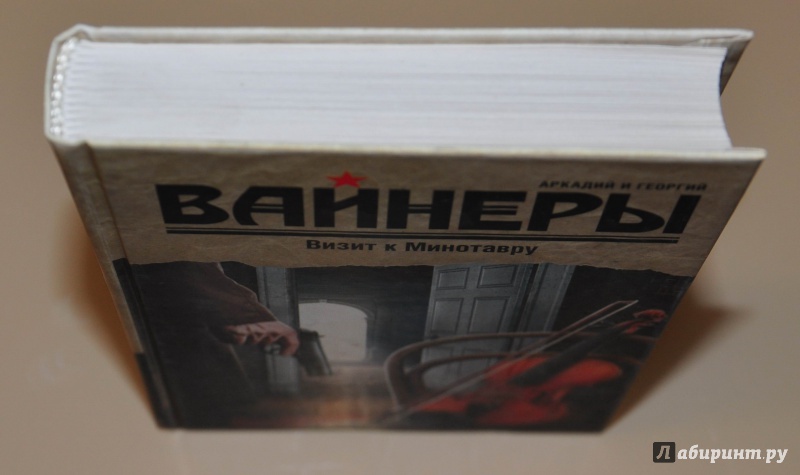 АРКАДИЙ И ГЕОРГИЙ
ВАЙНЕРЫ
Визит к Минотавру
Лабиринт.ру